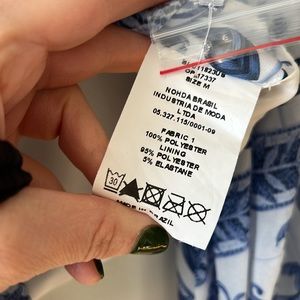 SIZE M
NOHDA BRASIL
INDUSTRIA DE MODA
LTDA
05.327.115/0001-09
FABRIC 1
100% POLYESTER
LINING
95% POLYESTER
5% ELASTANE
30
MADE IN BRAZIL